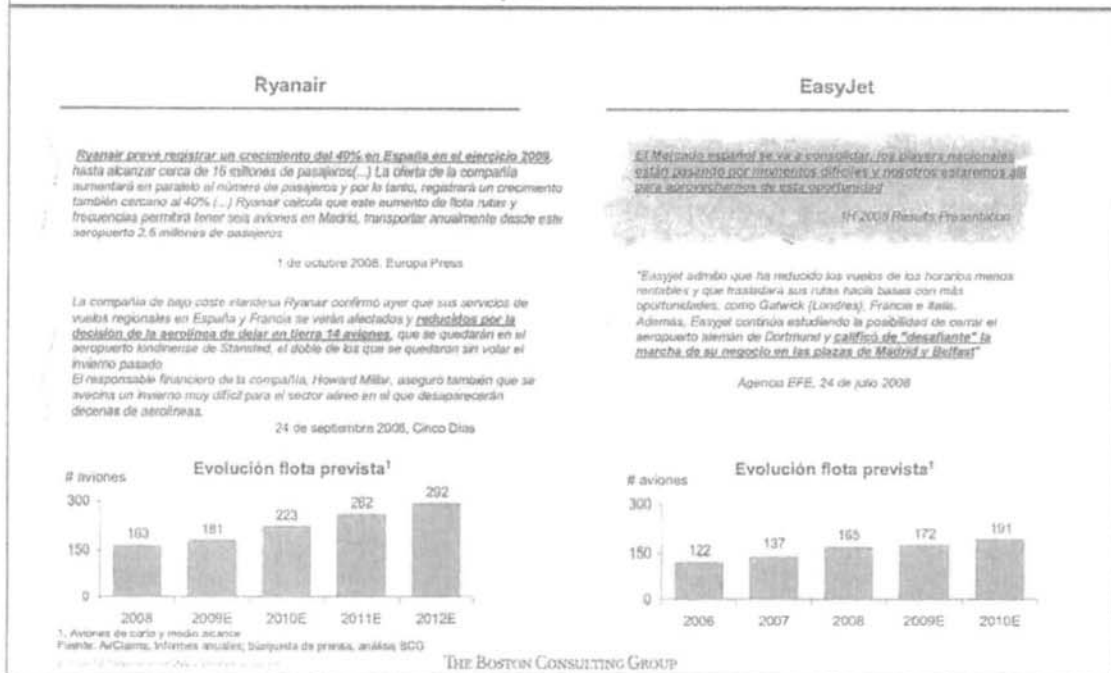 Ryanair
Ryanair prevé registrar un crecimiento del 40% en España en el ejercicio 2009,
hasta alcanzar cerca de 16 millones de pasajeros(...) La oferta de la compañía
aumentará en paralelo al número de pasajeros y por lo tanto, registrará un crecimiento
también cercano al 40% (...) Ryanair calcula que este aumento de flota rutas y
frecuencias permitirá tener seis aviones en Madrid, transportar anualmente desde este
aeropuerto 2,6 millones de pasajeros
1 de octubre 2008, Europa Press
La compañía de bajo coste irlandesa Ryanair confirmó ayer que sus servicios de
vuelos regionales en España y Francia se verán afectados y reducidos por la
decisión de la aerolínea de dejar en tierra 14 aviones, que se quedarán en el
aeropuerto londinense de Stansted, el doble de los que se quedaron sin volar el
invierno pasado
El responsable financiero de la compañía, Howard Millar, aseguró también que se
avecina un invierno muy difícil para el sector aéreo en el que desaparecerán
decenas de aerolíneas.
24 de septiembre 2008, Cinco Días
Evolución flota prevista¹
# aviones
300
150
0
163
181
223
262
292
2008
2009E
2010E
2011E
2012E
EasyJet
El Mercado español se va a consolidar, los players nacionales
están pasando por momentos difíciles y nosotros estaremos allí
para aprovecharnos de esta oportunidad
1H 2008 Results Presentation
"Easyjet admitió que ha reducido los vuelos de los horarios menos
rentables y que trasladará sus rutas hacia bases con más
oportunidades, como Gatwick (Londres), Francia e Italia.
Además, Easyjet continúa estudiando la posibilidad de cerrar el
aeropuerto alemán de Dortmund y calificó de "desafiante" la
marcha de su negocio en las plazas de Madrid y Belfast"
Agencia EFE, 24 de julio 2008
Evolución flota prevista¹
# aviones
300
150
0
122
137
165
172
191
2006
2007
2008
2009E
2010E
1. Aviones de corto y medio alcance
Fuente: AvClaims, Informes anuales; búsqueda de prensa, análisis BCG
THE BOSTON CONSULTING GROUP